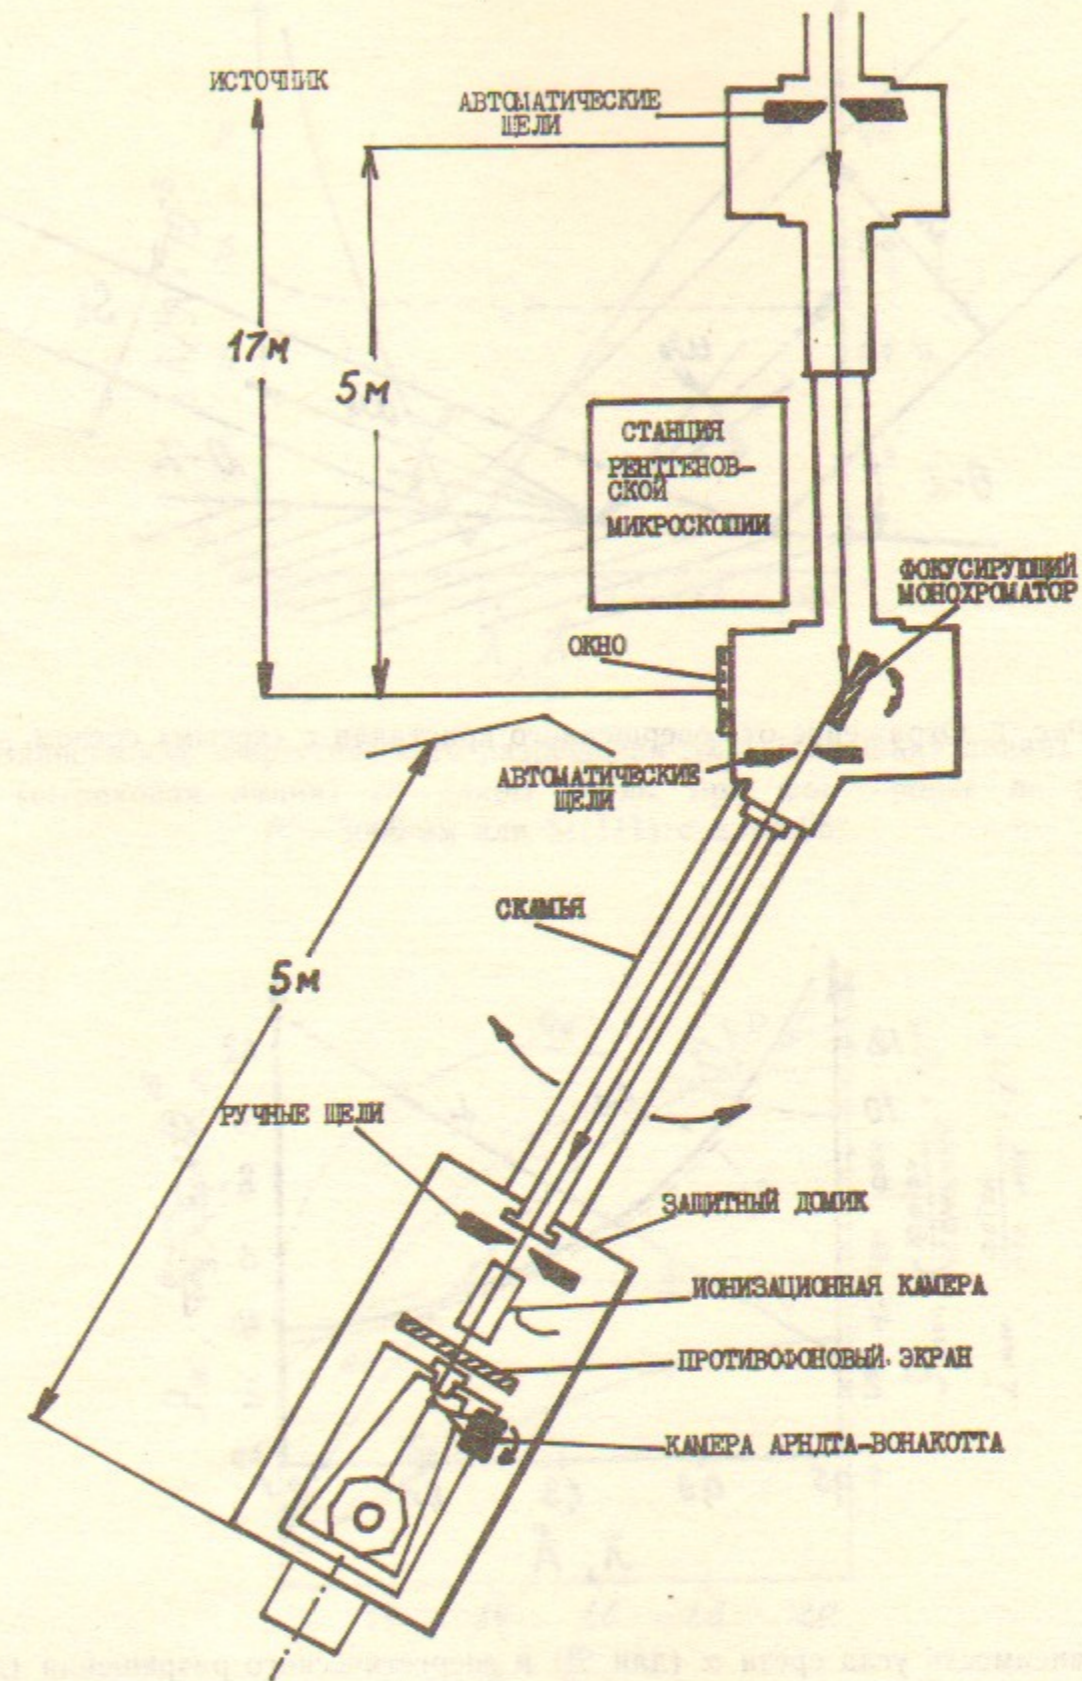 ИСТОЧНИК
АВТОМАТИЧЕСКИЕ
ЩЕЛИ
17м
5м
СТАНЦИЯ
РЕНТГЕНОВ-
СКОЙ
МИКРОСКОПИИ
ФОКУСИРУЮЩИЙ
МОНОХРОМАТОР
ОКНО
АВТОМАТИЧЕСКИЕ
ЩЕЛИ
СКАМЬЯ
5м
РУЧНЫЕ ЩЕЛИ
ЗАЩИТНЫЙ ДОМИК
ИОНИЗАЦИОННАЯ КАМЕРА
ПРОТИВОФОНОВЫЙ ЭКРАН
КАМЕРА АРНДТА-ВОНАКОТТА